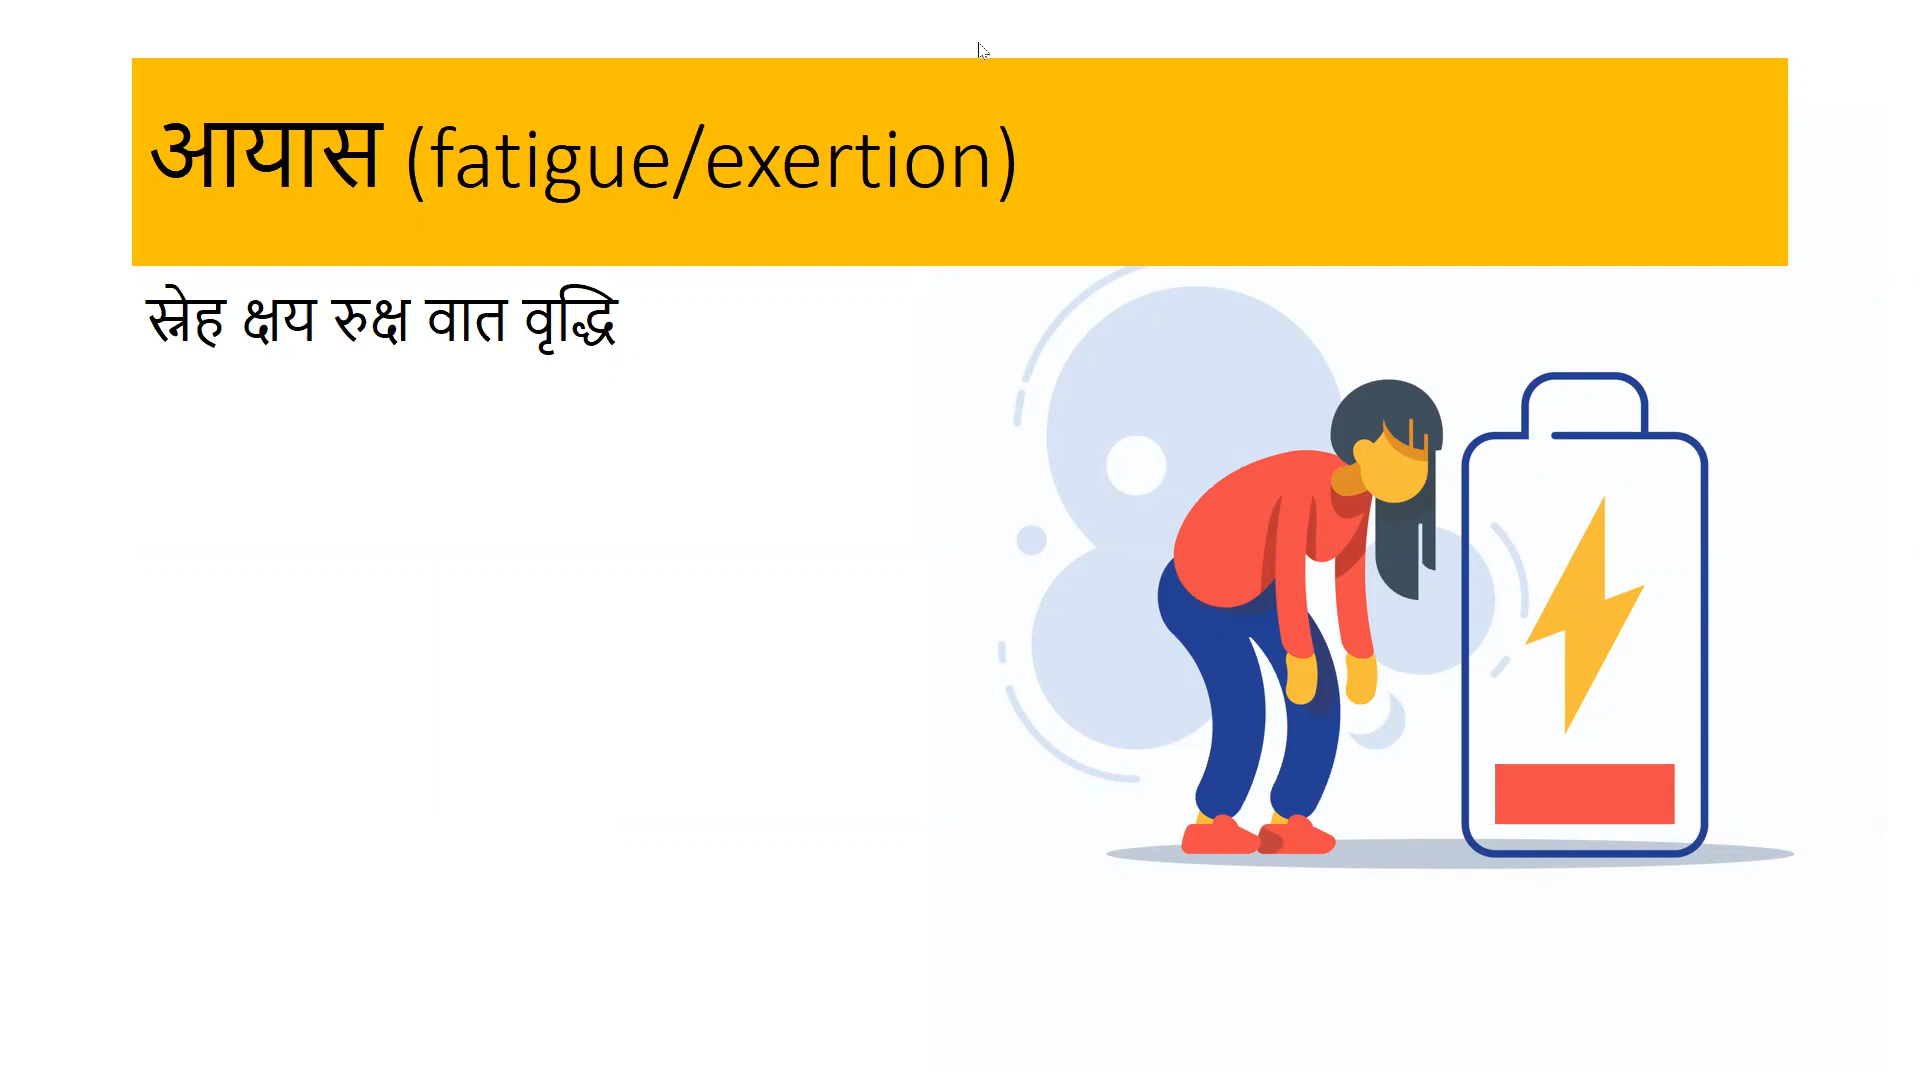 आयास (fatigue/exertion)
स्नेह क्षय रुक्ष वात वृद्धि